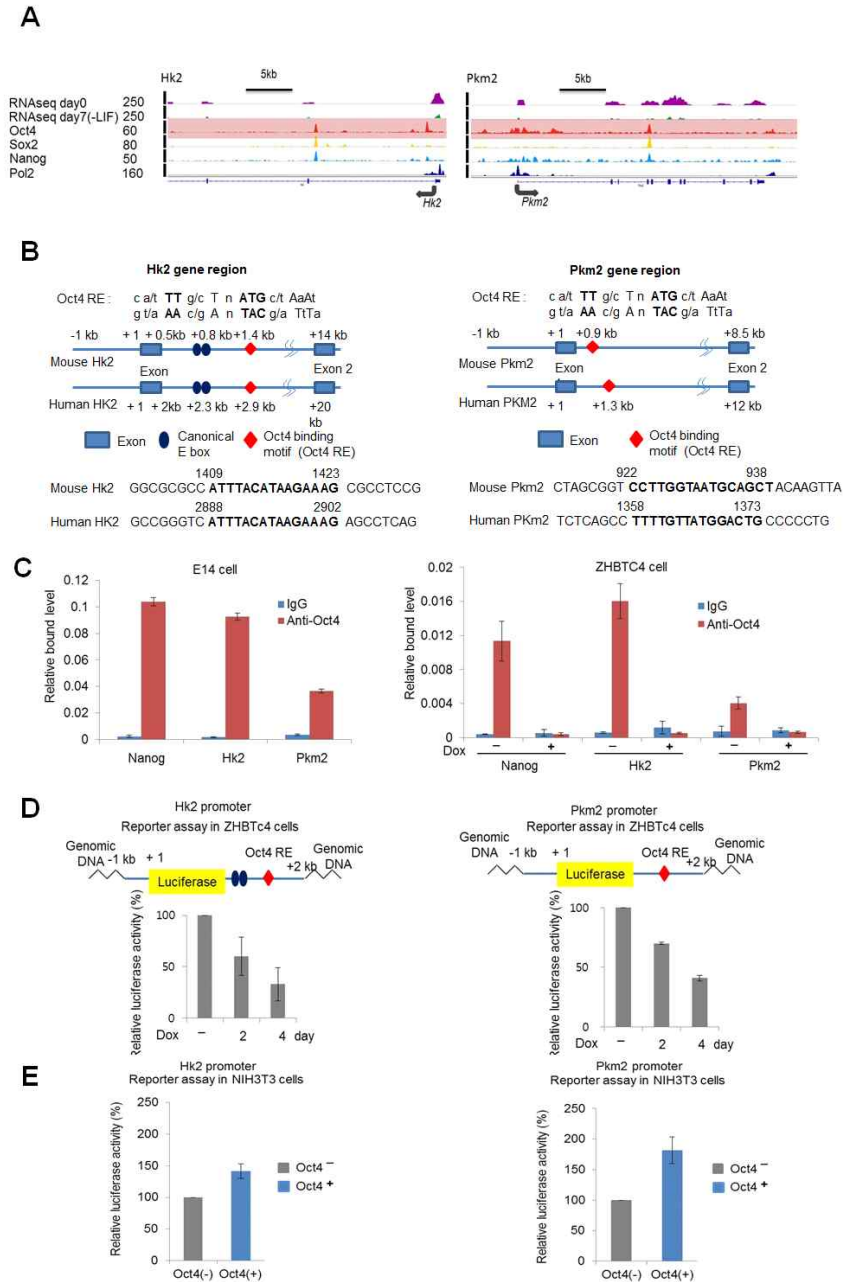 A
Hk2
5kb
Pkm2
5kb
RNAseq day0 250
RNAseq day7(-LIF) 250
Oct4 60
Sox2 80
Nanog 50
Pol2 160
Hk2
Pkm2
B
Hk2 gene region
Oct4 RE : c a/t TT g/c T n ATG c/t AaAt
gt/a AA c/g A n TAC g/a TtTa
-1 kb + 1 + 0.5kb +0.8 kb +1.4 kb +14 kb
Mouse Hk2
Exon Exon 2
Human HK2 + 1 + 2kb +2.3 kb +2.9 kb +20 kb
Exon
Canonical E box
Oct4 binding motif (Oct4 RE)
1409 1423
Mouse Hk2 GGCGCGCC ATTTACATAAGAAAG CGCCTCCG
2888 2902
Human HK2 GCCGGGTC ATTTACATAAGAAAG AGCCTCAG
Pkm2 gene region
Oct4 RE : c a/t TT g/c T n ATG c/t AaAt
gt/a AA c/g A n TAC g/a TtTa
-1 kb + 1 +0.9 kb +8.5 kb
Mouse Pkm2
Exon Exon 2
Human PKM2 +1 +1.3 kb +12 kb
Exon
Oct4 binding motif (Oct4 RE)
922 938
Mouse Pkm2 CTAGCGGT CCTTGGTAATGCAGCT ACAAGTTA
1358 1373
Human PKm2 TCTCAGCC TTTTGTTATGGACTG CCCCCTG
C
E14 cell
Relative bound level
0.12
0.1
0.08
0.06
0.04
0.02
0
IgG
Anti-Oct4
Nanog Hk2 Pkm2
ZHBTC4 cell
Relative bound level
0.02
0.016
0.012
0.008
0.004
0
IgG
Anti-Oct4
Dox – + – + – +
Nanog Hk2 Pkm2
D
Hk2 promoter
Reporter assay in ZHBTc4 cells
Genomic DNA -1 kb + 1 Luciferase Oct4 RE +2 kb Genomic DNA
Relative luciferase activity (%)
100
50
0
Dox – 2 4 day
Pkm2 promoter
Reporter assay in ZHBTc4 cells
Genomic DNA -1 kb + 1 Luciferase Oct4 RE +2 kb Genomic DNA
Relative luciferase activity (%)
100
50
0
Dox – 2 4 day
E
Hk2 promoter
Reporter assay in NIH3T3 cells
Relative luciferase activity (%)
250
200
150
100
50
0
Oct4 –
Oct4 +
Oct4(-) Oct4(+)
Pkm2 promoter
Reporter assay in NIH3T3 cells
Relative luciferase activity (%)
250
200
150
100
50
0
Oct4 –
Oct4 +
Oct4(-) Oct4(+)